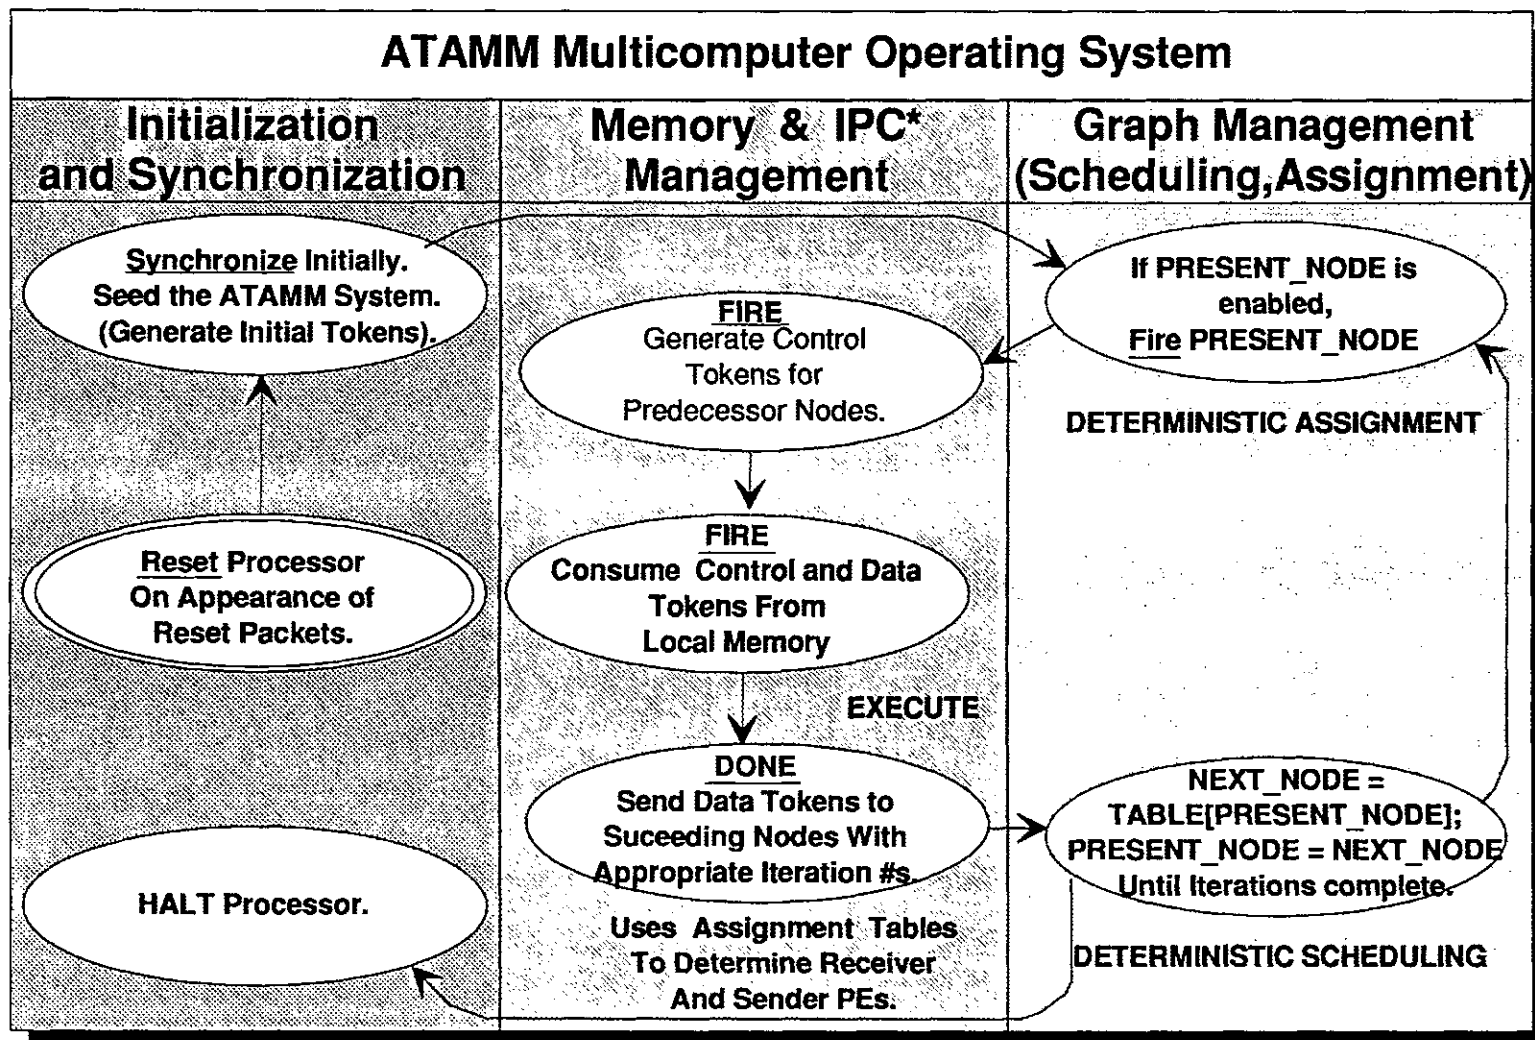 ATAMM Multicomputer Operating System
Initialization
and Synchronization
Memory & IPC*
Management
Graph Management
(Scheduling,Assignment)
Synchronize Initially.
Seed the ATAMM System.
(Generate Initial Tokens).
Reset Processor
On Appearance of
Reset Packets.
HALT Processor.
FIRE
Generate Control
Tokens for
Predecessor Nodes.
FIRE
Consume Control and Data
Tokens From
Local Memory
EXECUTE
DONE
Send Data Tokens to
Suceeding Nodes With
Appropriate Iteration #s.
Uses Assignment Tables
To Determine Receiver
And Sender PEs.
If PRESENT_NODE is
enabled,
Fire PRESENT_NODE
DETERMINISTIC ASSIGNMENT
NEXT_NODE =
TABLE[PRESENT_NODE];
PRESENT_NODE = NEXT_NODE
Until Iterations complete.
DETERMINISTIC SCHEDULING